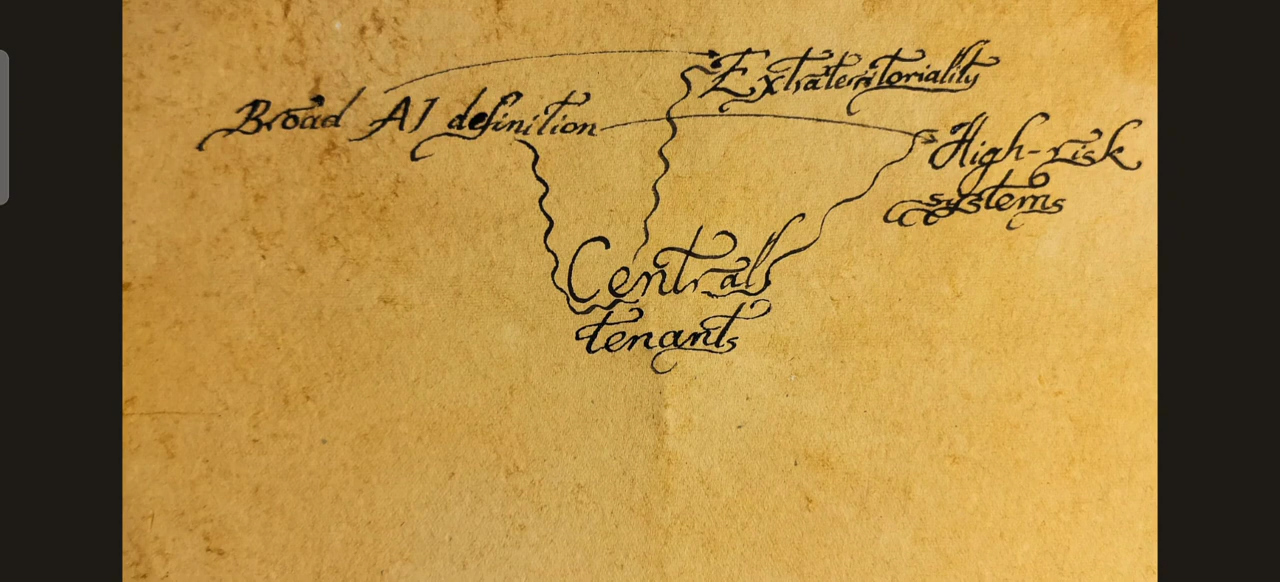 Extraterritoriality
Broad AI definition
High-risk
systems
Central
tenants